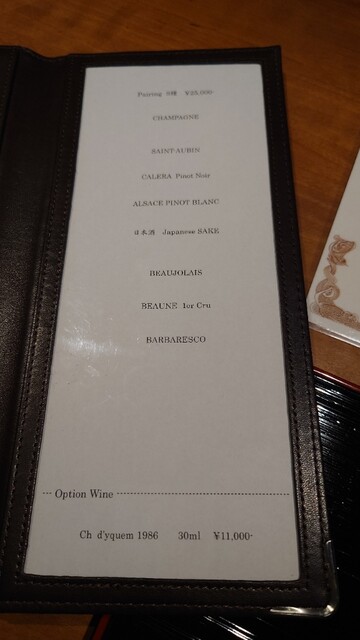 Pairing 8種 ¥25,000-
CHAMPAGNE
SAINT-AUBIN
CALERA Pinot Noir
ALSACE PINOT BLANC
日本酒 Japanese SAKE
BEAUJOLAIS
BEAUNE 1er Cru
BARBARESCO
Option Wine
Ch d'yquem 1986 30ml ¥11,000-